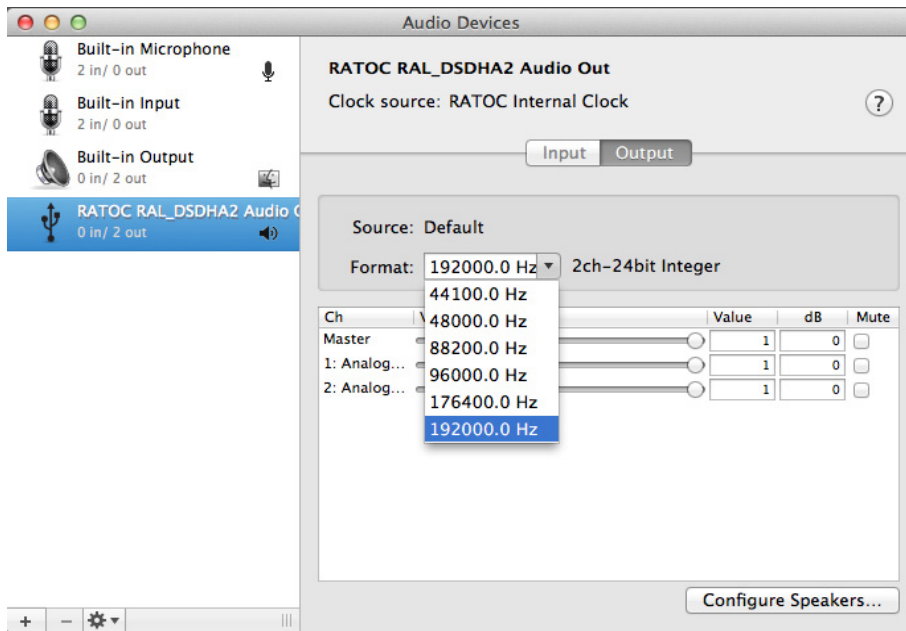 Audio Devices
Built-in Microphone
2 in/ 0 out
Built-in Input
2 in/ 0 out
Built-in Output
0 in/ 2 out
RATOC RAL_DSDHA2 Audio
0 in/ 2 out
RATOC RAL_DSDHA2 Audio Out
Clock source: RATOC Internal Clock
?
Input Output
Source: Default
Format: 192000.0 Hz 2ch-24bit Integer
44100.0 Hz
48000.0 Hz
88200.0 Hz
96000.0 Hz
176400.0 Hz
192000.0 Hz
Ch Value dB Mute
Master 1 0
1: Analog... 1 0
2: Analog... 1 0
Configure Speakers...
+ −